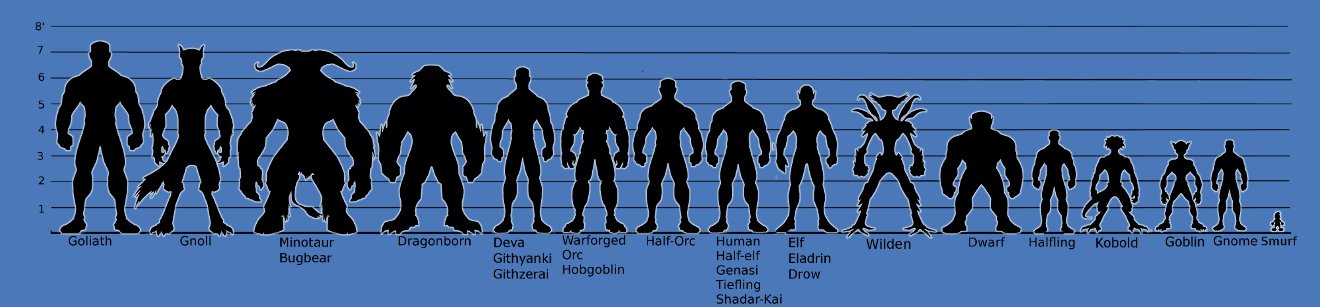 8'
7
6
5
4
3
2
1
Goliath
Gnoll
Minotaur
Bugbear
Dragonborn
Deva
Githyanki
Githzerai
Warforged
Orc
Hobgoblin
Half-Orc
Human
Half-elf
Genasi
Tiefling
Shadar-Kai
Elf
Eladrin
Drow
Wilden
Dwarf
Halfling
Kobold
Goblin
Gnome
Smurf